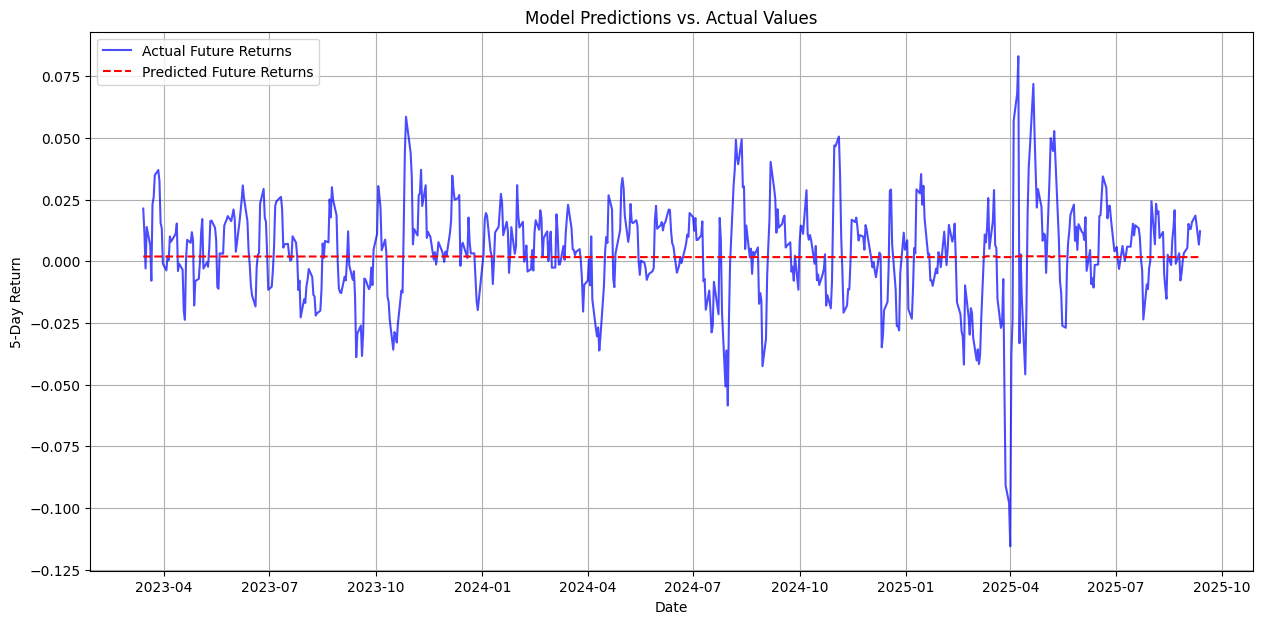 Model Predictions vs. Actual Values
Actual Future Returns
Predicted Future Returns
5-Day Return
0.075
0.050
0.025
0.000
−0.025
−0.050
−0.075
−0.100
−0.125
2023-04 2023-07 2023-10 2024-01 2024-04 2024-07 2024-10 2025-01 2025-04 2025-07 2025-10
Date